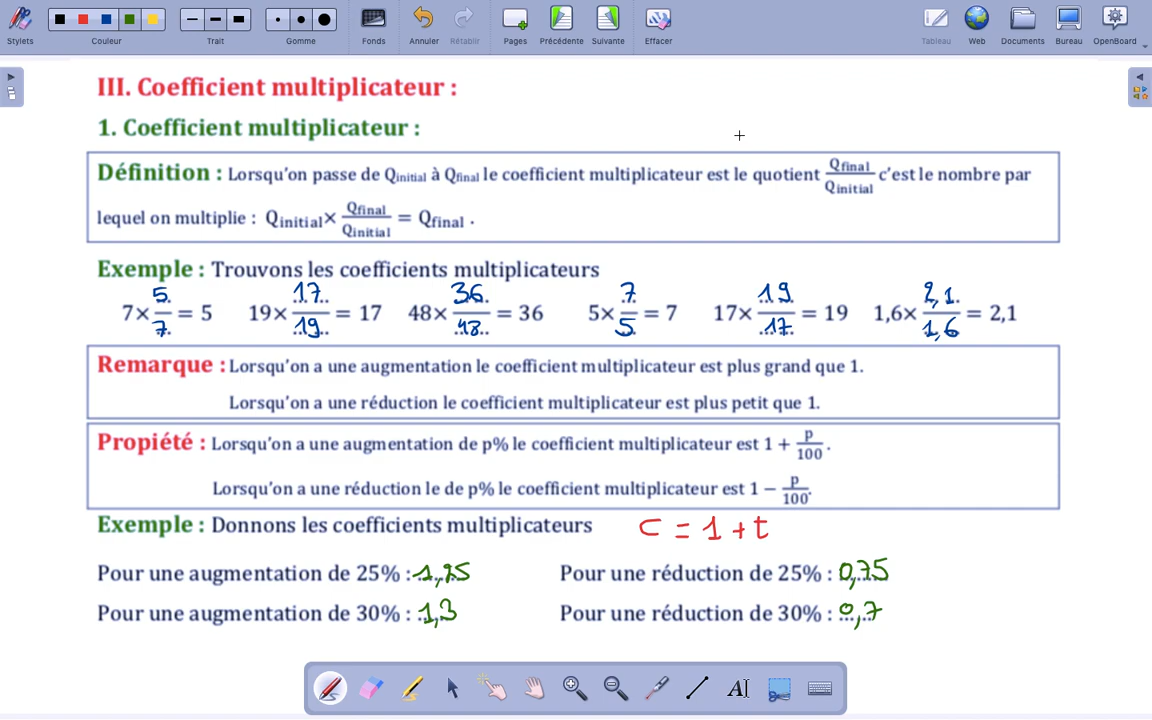 Stylets Couleur Trait Gomme Fonds Annuler Rétablir Pages Précédente Suivante Effacer Tableau Web Documents Bureau OpenBoard
III. Coefficient multiplicateur :
1. Coefficient multiplicateur :
Définition : Lorsqu'on passe de Qinitial à Qfinal le coefficient multiplicateur est le quotient Qfinal/Qinitial c'est le nombre par
lequel on multiplie : Qinitial× Qfinal/Qinitial = Qfinal .
Exemple : Trouvons les coefficients multiplicateurs
7× 5/7 = 5 19× 17/19 = 17 48× 36/48 = 36 5× 7/5 = 7 17× 19/17 = 19 1,6× 2,1/1,6 = 2,1
Remarque : Lorsqu'on a une augmentation le coefficient multiplicateur est plus grand que 1.
Lorsqu'on a une réduction le coefficient multiplicateur est plus petit que 1.
Propiété : Lorsqu'on a une augmentation de p% le coefficient multiplicateur est 1 + p/100 .
Lorsqu'on a une réduction le de p% le coefficient multiplicateur est 1 − p/100.
Exemple : Donnons les coefficients multiplicateurs c = 1 + t
Pour une augmentation de 25% : 1,25 Pour une réduction de 25% : 0,75
Pour une augmentation de 30% : 1,3 Pour une réduction de 30% : 0,7